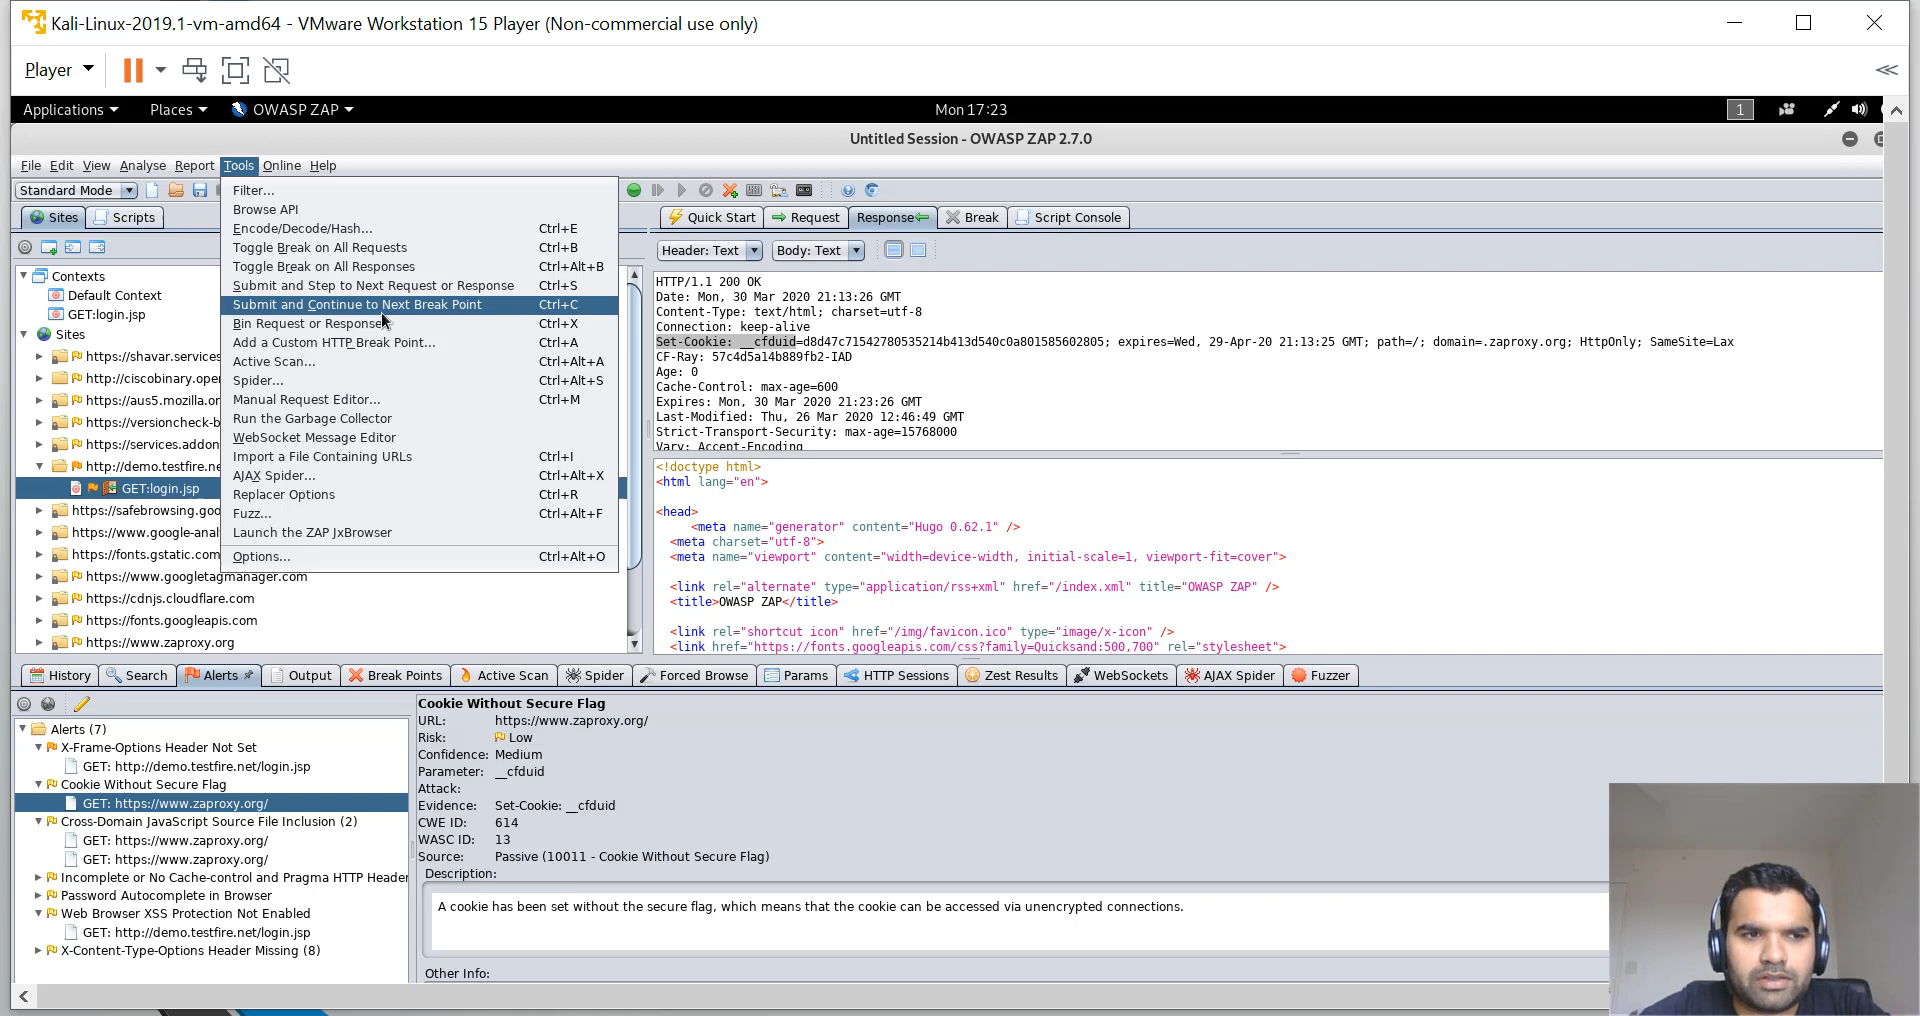 Kali-Linux-2019.1-vm-amd64 - VMware Workstation 15 Player (Non-commercial use only)
Player
Applications Places OWASP ZAP Mon 17:23 1
Untitled Session - OWASP ZAP 2.7.0
File Edit View Analyse Report Tools Online Help
Standard Mode
Sites Scripts
Contexts
Default Context
GET:login.jsp
Sites
https://shavar.services
http://ciscobinary.ope
https://aus5.mozilla.or
https://versioncheck-b
https://services.addon
http://demo.testfire.ne
GET:login.jsp
https://safebrowsing.goo
https://www.google-anal
https://fonts.gstatic.com
https://www.googletagmanager.com
https://cdnjs.cloudflare.com
https://fonts.googleapis.com
https://www.zaproxy.org
Filter...
Browse API
Encode/Decode/Hash... Ctrl+E
Toggle Break on All Requests Ctrl+B
Toggle Break on All Responses Ctrl+Alt+B
Submit and Step to Next Request or Response Ctrl+S
Submit and Continue to Next Break Point Ctrl+C
Bin Request or Response Ctrl+X
Add a Custom HTTP Break Point... Ctrl+A
Active Scan... Ctrl+Alt+A
Spider... Ctrl+Alt+S
Manual Request Editor... Ctrl+M
Run the Garbage Collector
WebSocket Message Editor
Import a File Containing URLs Ctrl+I
AJAX Spider... Ctrl+Alt+X
Replacer Options Ctrl+R
Fuzz... Ctrl+Alt+F
Launch the ZAP JxBrowser
Options... Ctrl+Alt+O
Quick Start Request Response Break Script Console
Header: Text Body: Text
HTTP/1.1 200 OK
Date: Mon, 30 Mar 2020 21:13:26 GMT
Content-Type: text/html; charset=utf-8
Connection: keep-alive
Set-Cookie: __cfduid=d8d47c71542780535214b413d540c0a801585602805; expires=Wed, 29-Apr-20 21:13:25 GMT; path=/; domain=.zaproxy.org; HttpOnly; SameSite=Lax
CF-Ray: 57c4d5a14b889fb2-IAD
Age: 0
Cache-Control: max-age=600
Expires: Mon, 30 Mar 2020 21:23:26 GMT
Last-Modified: Thu, 26 Mar 2020 12:46:49 GMT
Strict-Transport-Security: max-age=15768000
Vary: Accept-Encoding
<!doctype html>
<html lang="en">
<head>
<meta name="generator" content="Hugo 0.62.1" />
<meta charset="utf-8">
<meta name="viewport" content="width=device-width, initial-scale=1, viewport-fit=cover">
<link rel="alternate" type="application/rss+xml" href="/index.xml" title="OWASP ZAP" />
<title>OWASP ZAP</title>
<link rel="shortcut icon" href="/img/favicon.ico" type="image/x-icon" />
<link href="https://fonts.googleapis.com/css?family=Quicksand:500,700" rel="stylesheet">
History Search Alerts Output Break Points Active Scan Spider Forced Browse Params HTTP Sessions Zest Results WebSockets AJAX Spider Fuzzer
Alerts (7)
X-Frame-Options Header Not Set
GET: http://demo.testfire.net/login.jsp
Cookie Without Secure Flag
GET: https://www.zaproxy.org/
Cross-Domain JavaScript Source File Inclusion (2)
GET: https://www.zaproxy.org/
GET: https://www.zaproxy.org/
Incomplete or No Cache-control and Pragma HTTP Header
Password Autocomplete in Browser
Web Browser XSS Protection Not Enabled
GET: http://demo.testfire.net/login.jsp
X-Content-Type-Options Header Missing (8)
Cookie Without Secure Flag
URL: https://www.zaproxy.org/
Risk: Low
Confidence: Medium
Parameter: __cfduid
Attack:
Evidence: Set-Cookie: __cfduid
CWE ID: 614
WASC ID: 13
Source: Passive (10011 - Cookie Without Secure Flag)
Description:
A cookie has been set without the secure flag, which means that the cookie can be accessed via unencrypted connections.
Other Info: